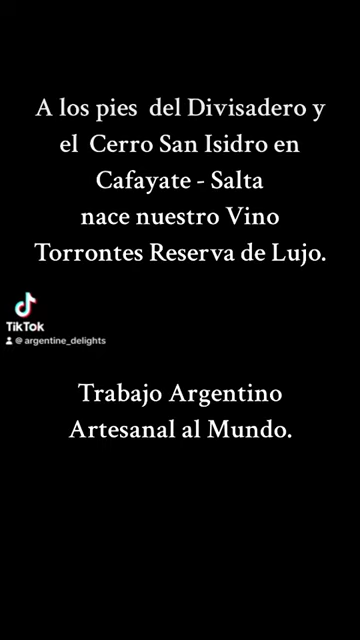 A los pies del Divisadero y
el Cerro San Isidro en
Cafayate - Salta
nace nuestro Vino
Torrontes Reserva de Lujo.
TikTok
@ argentine_delights
Trabajo Argentino
Artesanal al Mundo.